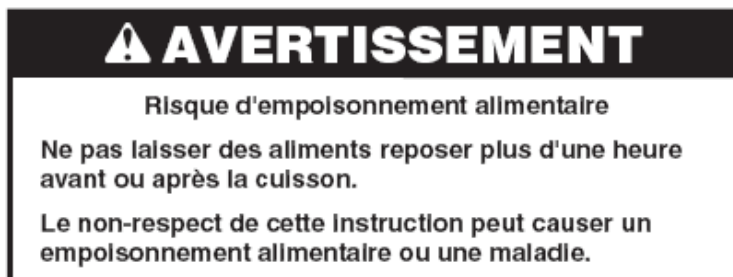 AVERTISSEMENT
Risque d'empoisonnement alimentaire
Ne pas laisser des aliments reposer plus d'une heure
avant ou après la cuisson.
Le non-respect de cette instruction peut causer un
empoisonnement alimentaire ou une maladie.